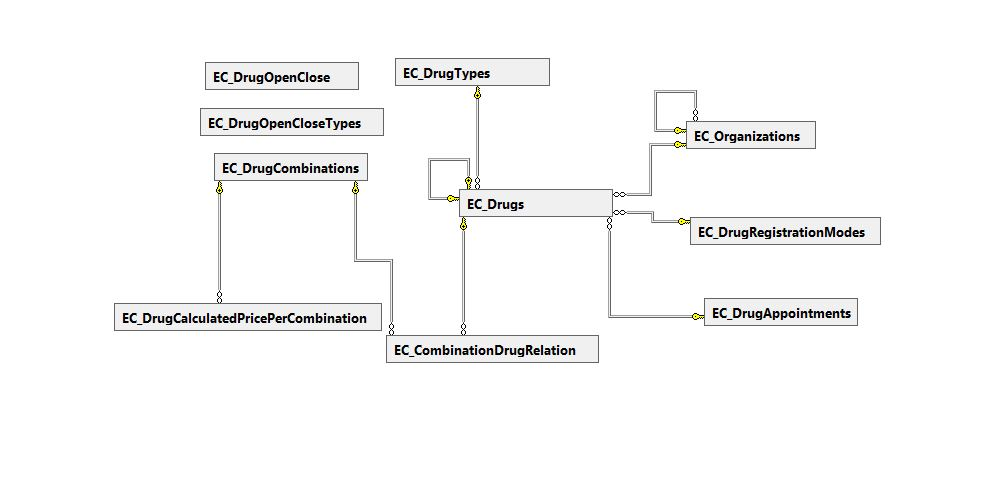 EC_DrugOpenClose
EC_DrugTypes
EC_DrugOpenCloseTypes
EC_Organizations
EC_DrugCombinations
EC_Drugs
EC_DrugRegistrationModes
EC_DrugCalculatedPricePerCombination
EC_DrugAppointments
EC_CombinationDrugRelation